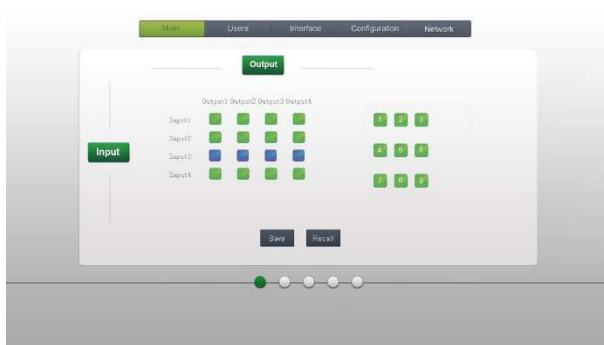 Main Users Interface Configuration Network
Output
Output1 Output2 Output3 Output4
Input1
1 2 3
Input2
Input
Input3
4 5 6
Input4
7 8 9
Save Recall